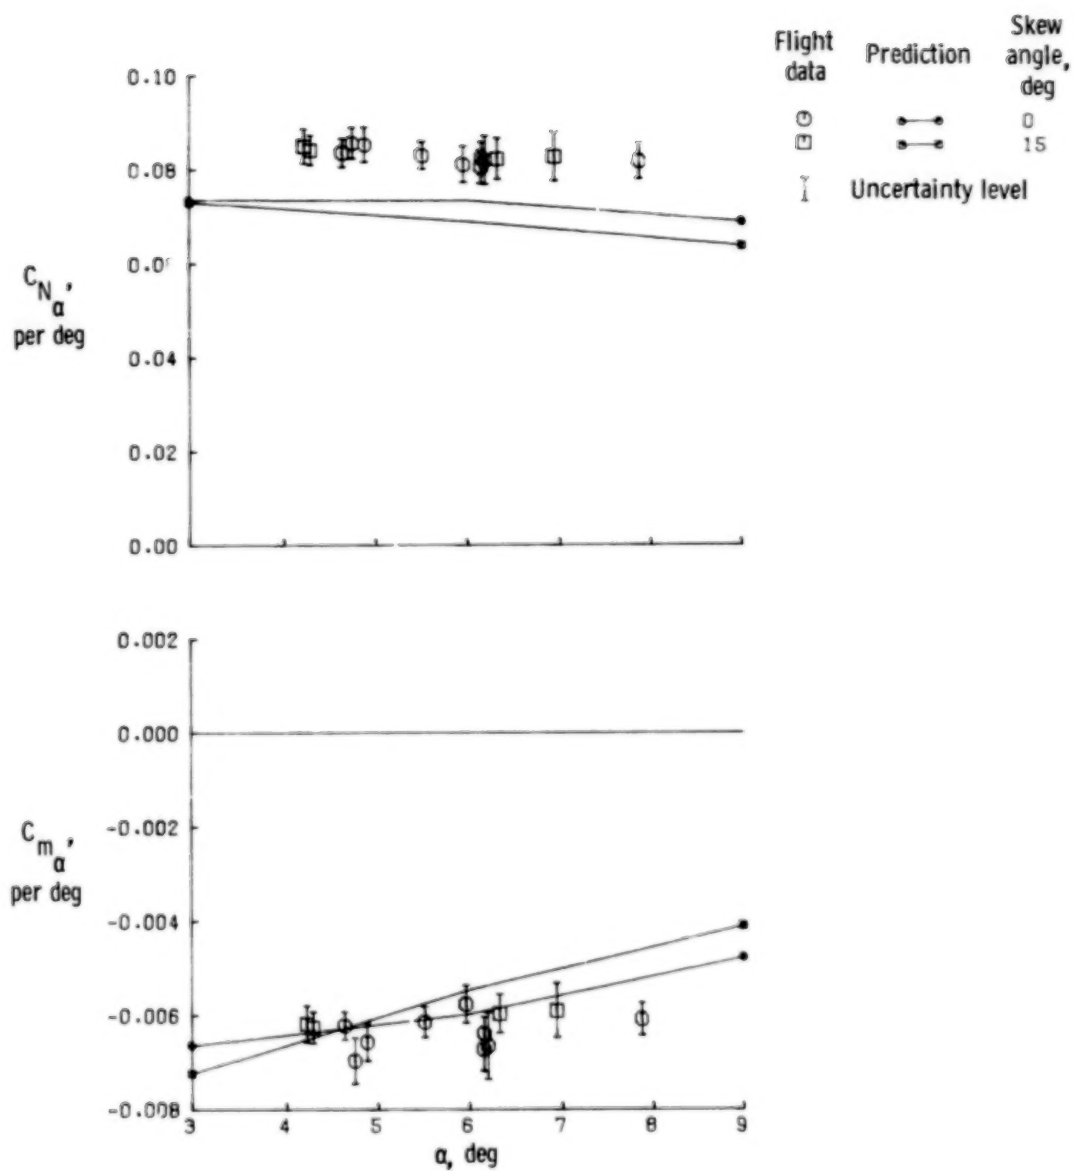 Flight data
Prediction
Skew angle, deg
0
15
Uncertainty level
0.10
0.08
0.04
0.02
0.00
C_Nα, per deg
0.002
0.000
-0.002
-0.004
-0.006
-0.008
C_mα, per deg
3 4 5 6 7 8 9
α, deg